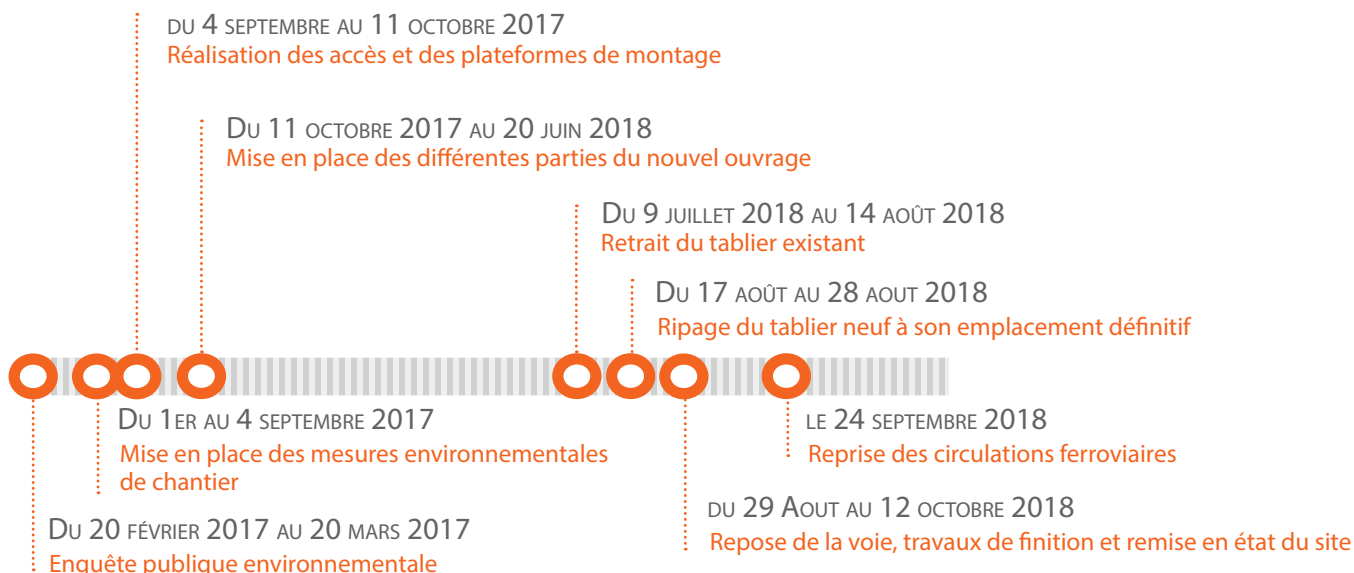 DU 4 SEPTEMBRE AU 11 OCTOBRE 2017
Réalisation des accès et des plateformes de montage
DU 11 OCTOBRE 2017 AU 20 JUIN 2018
Mise en place des différentes parties du nouvel ouvrage
DU 9 JUILLET 2018 AU 14 AOÛT 2018
Retrait du tablier existant
DU 17 AOÛT AU 28 AOUT 2018
Ripage du tablier neuf à son emplacement définitif
DU 1ER AU 4 SEPTEMBRE 2017
Mise en place des mesures environnementales
de chantier
LE 24 SEPTEMBRE 2018
Reprise des circulations ferroviaires
DU 29 AOUT AU 12 OCTOBRE 2018
Repose de la voie, travaux de finition et remise en état du site
DU 20 FÉVRIER 2017 AU 20 MARS 2017
Enquête publique environnementale